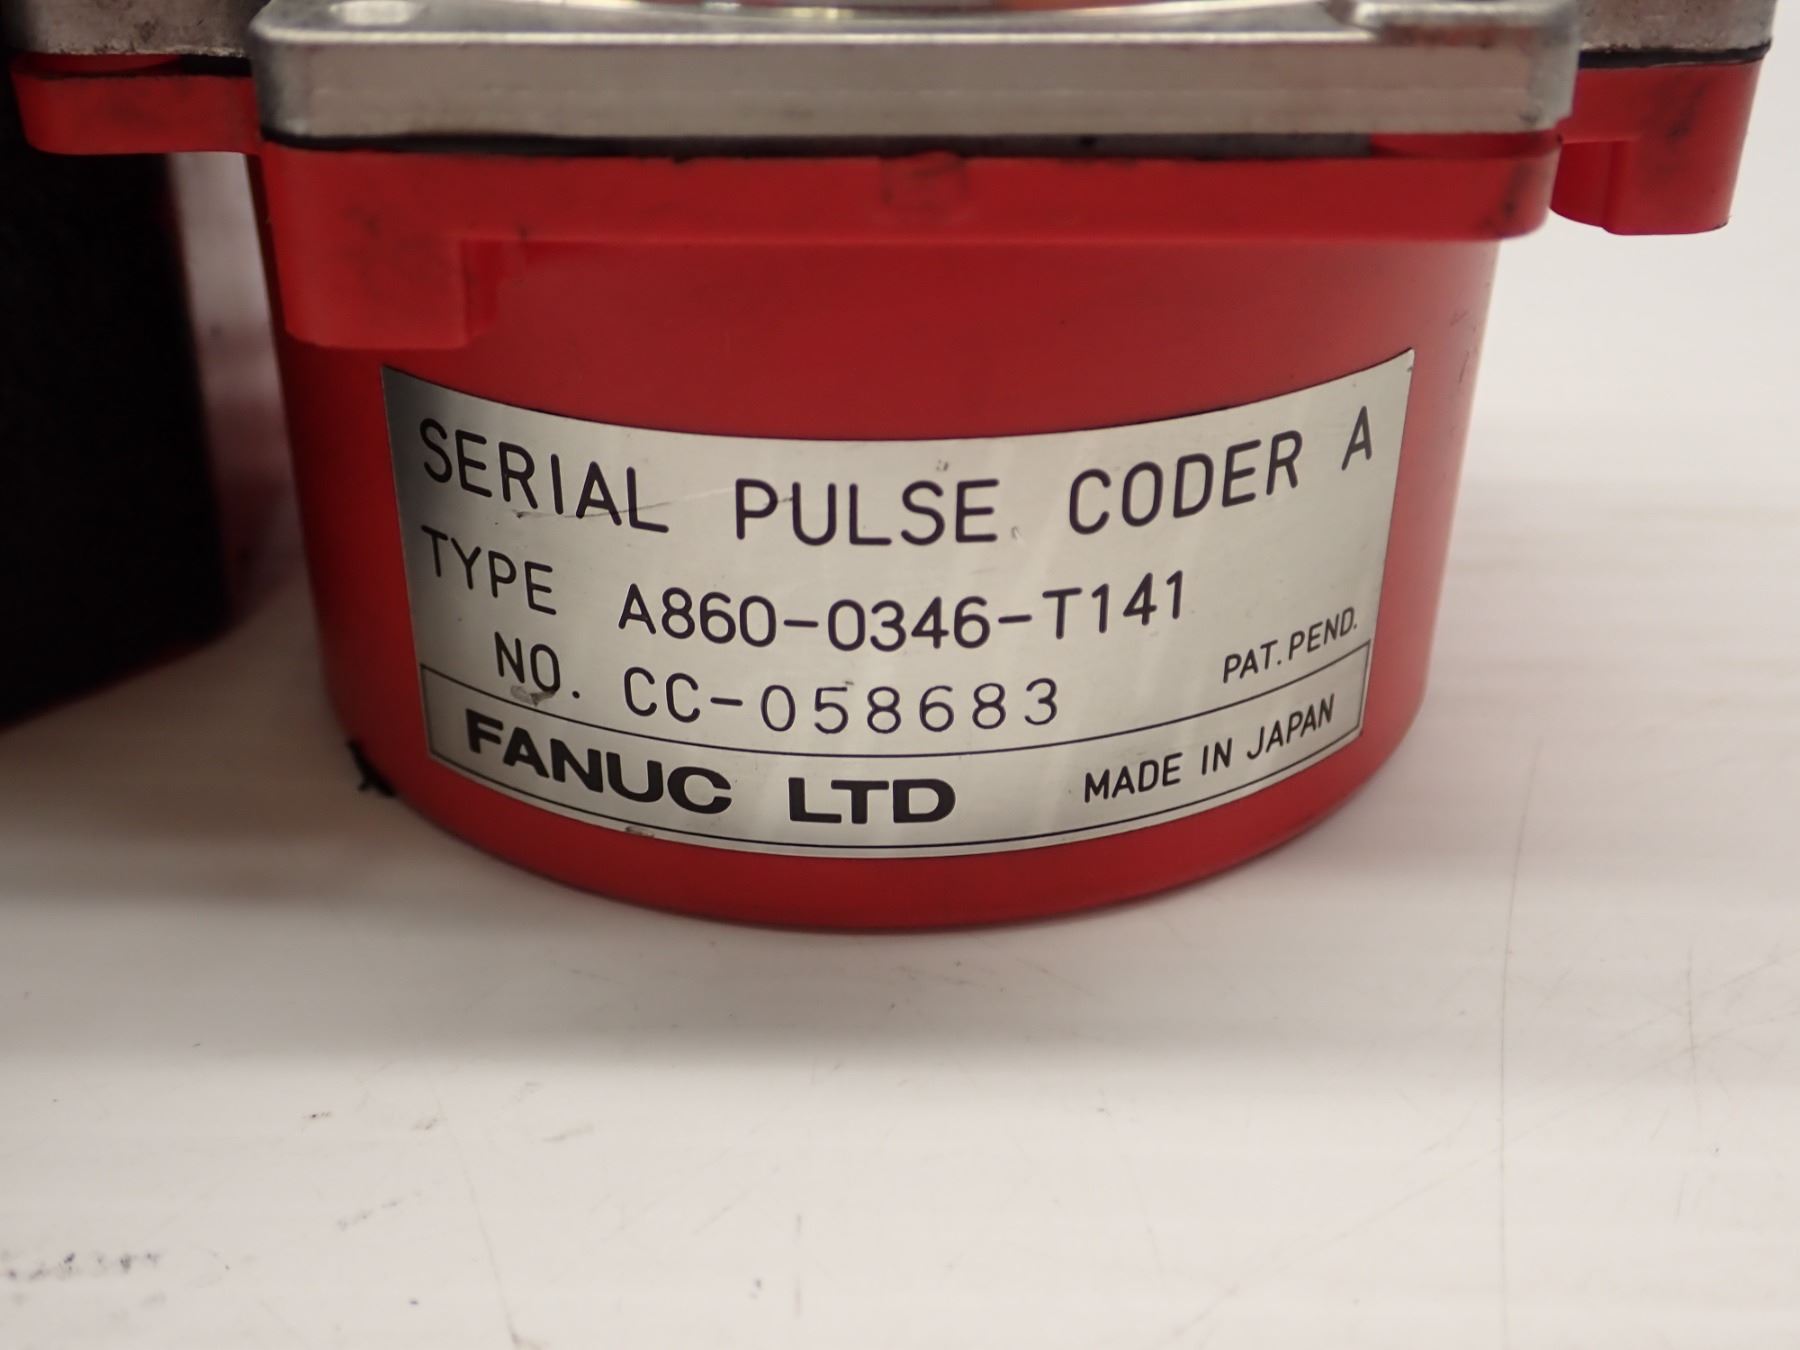 SERIAL PULSE CODER A
TYPE A860-0346-T141
NO. CC-058683 PAT. PEND.
FANUC LTD MADE IN JAPAN